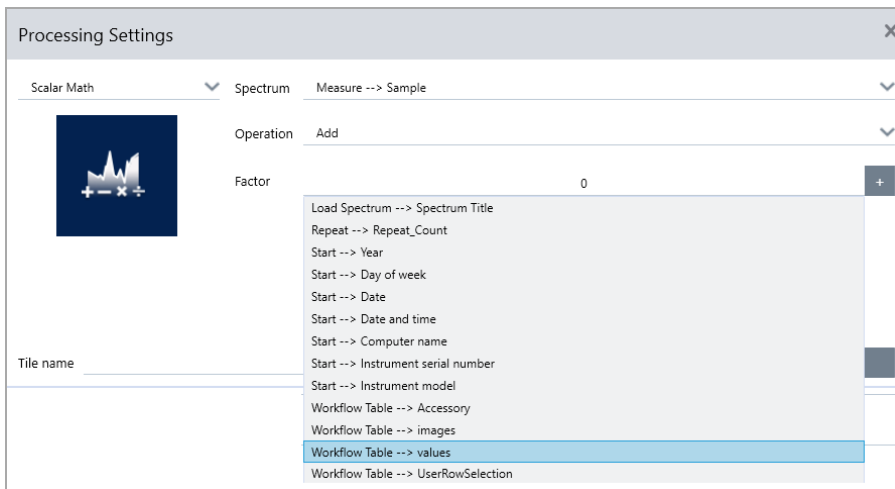 Processing Settings
Scalar Math
Spectrum
Measure --> Sample
Operation
Add
Factor
0
+
Load Spectrum --> Spectrum Title
Repeat --> Repeat_Count
Start --> Year
Start --> Day of week
Start --> Date
Start --> Date and time
Start --> Computer name
Tile name
Start --> Instrument serial number
Start --> Instrument model
Workflow Table --> Accessory
Workflow Table --> images
Workflow Table --> values
Workflow Table --> UserRowSelection